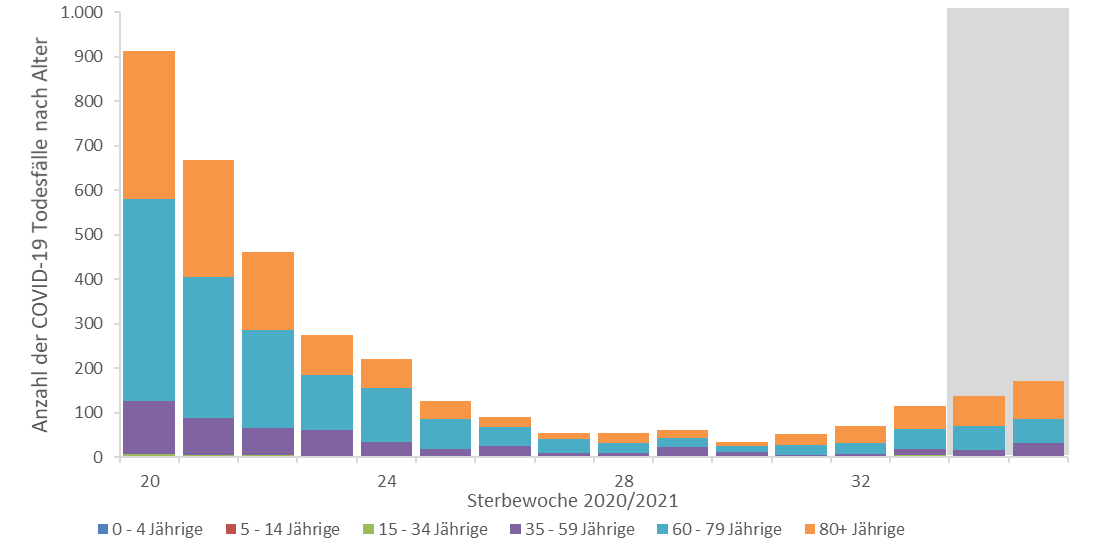 Anzahl der COVID-19 Todesfälle nach Alter
1.000
900
800
700
600
500
400
300
200
100
0
20 24 28 32
Sterbewoche 2020/2021
0 - 4 Jährige 5 - 14 Jährige 15 - 34 Jährige 35 - 59 Jährige 60 - 79 Jährige 80+ Jährige